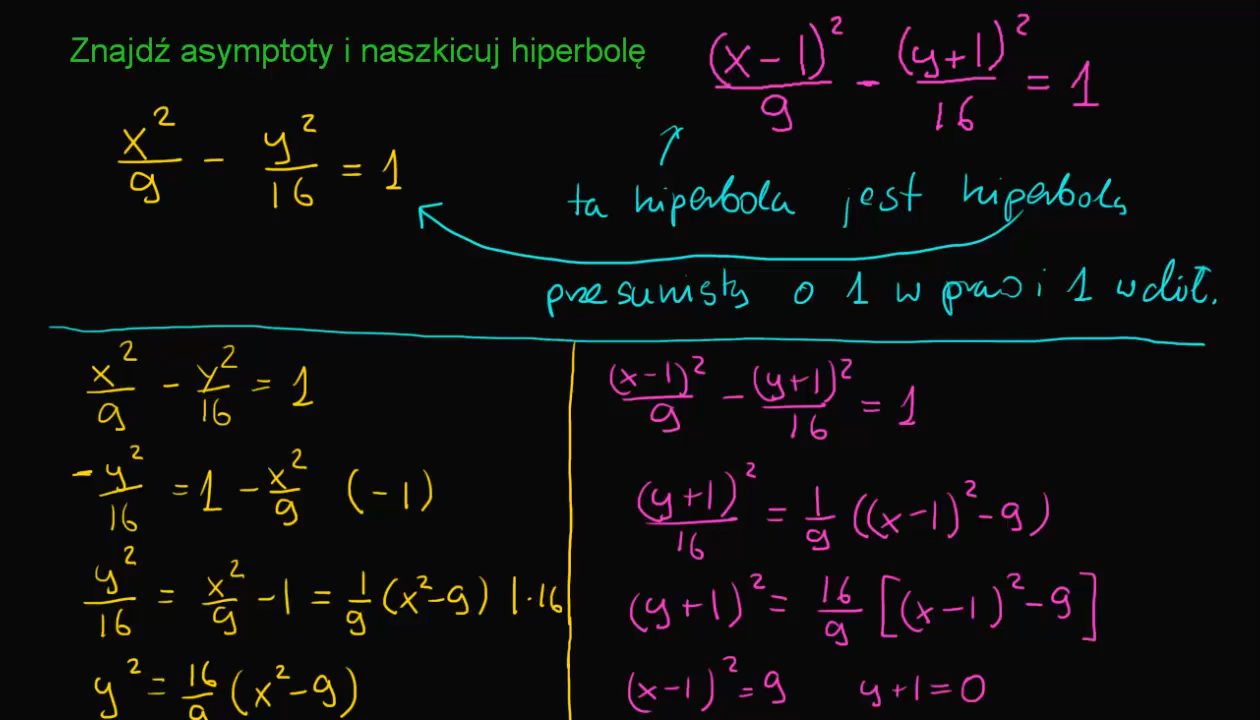 Znajdź asymptoty i naszkicuj hiperbolę
(x-1)²/9 - (y+1)²/16 = 1
x²/9 - y²/16 = 1
ta hiperbola jest hiperbolą
przesuniętą o 1 w prawo i 1 w dół.
x²/9 - y²/16 = 1
-y²/16 = 1 - x²/9 (-1)
y²/16 = x²/9 - 1 = 1/9 (x²-9) |·16
y² = 16/9 (x²-9)
(x-1)²/9 - (y+1)²/16 = 1
(y+1)²/16 = 1/9 ((x-1)²-9)
(y+1)² = 16/9 [(x-1)²-9]
(x-1)² = 9 y+1=0